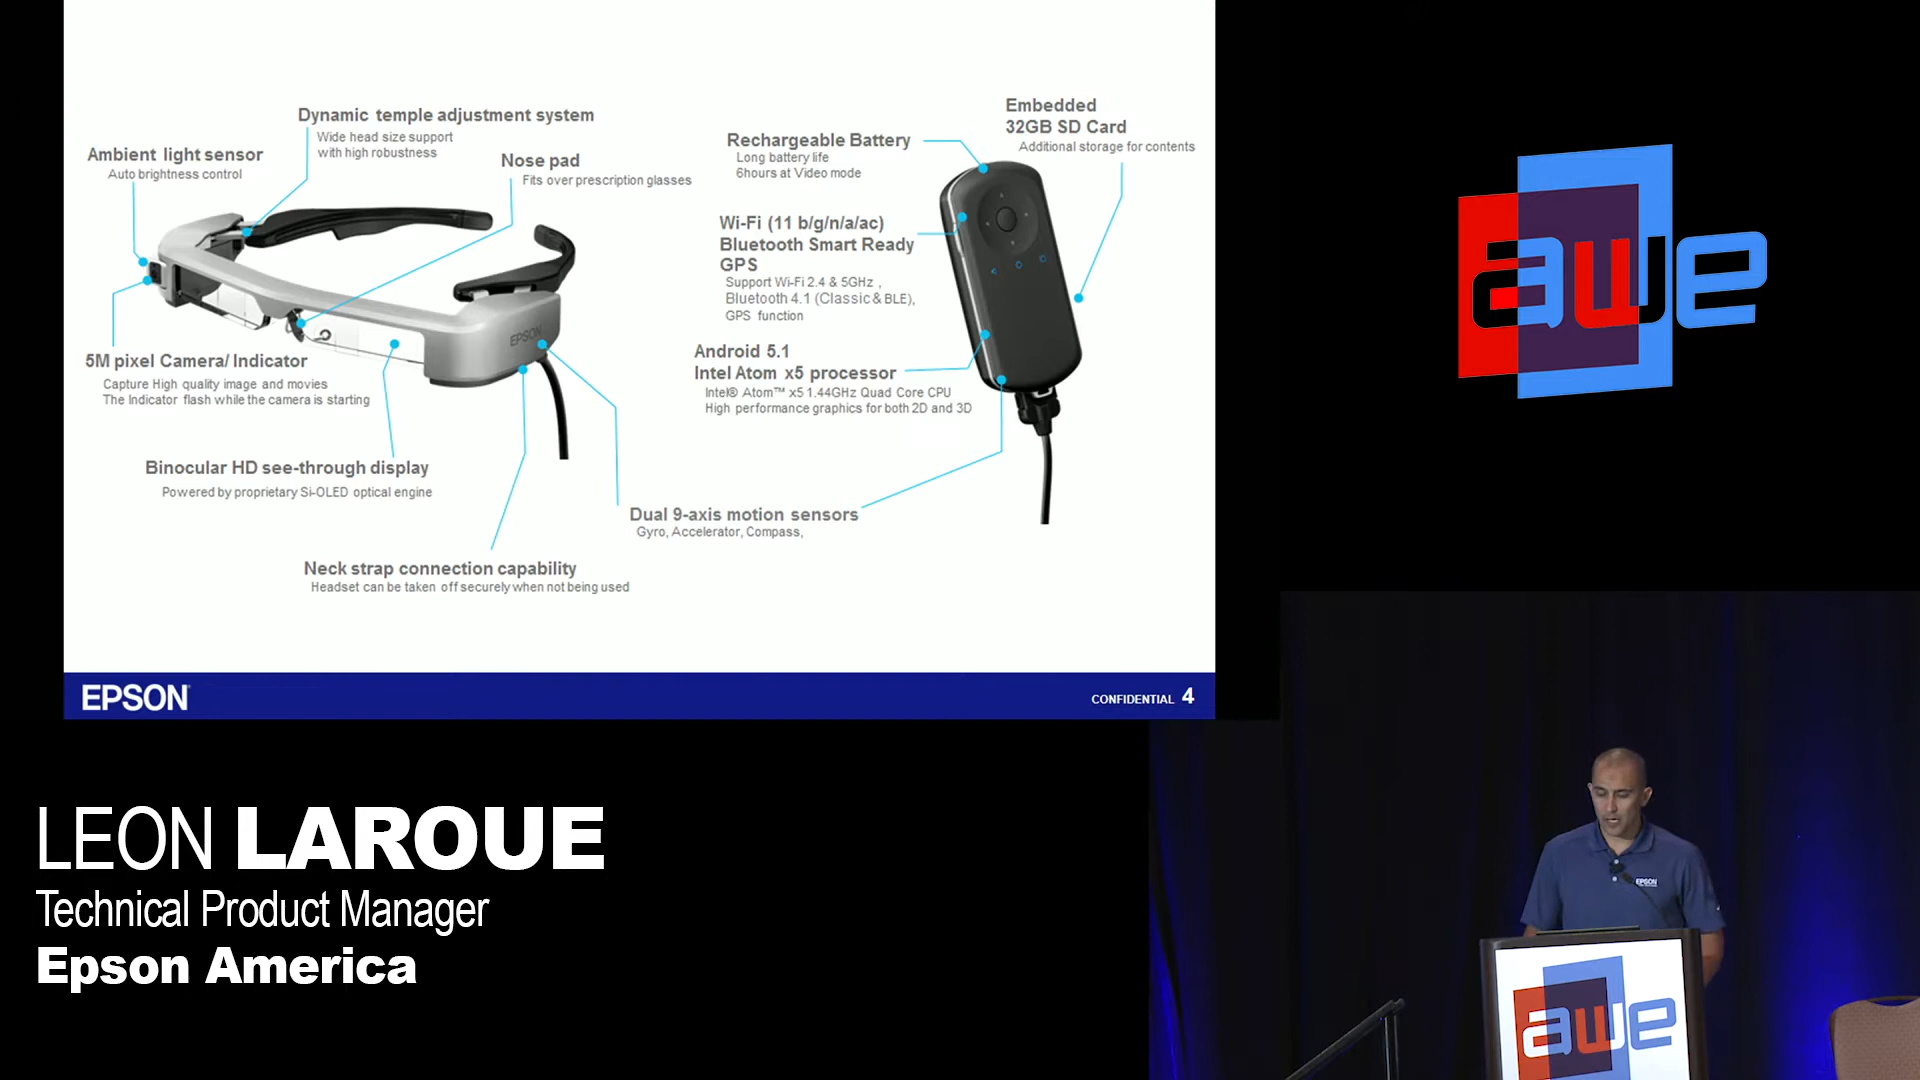 Dynamic temple adjustment system
Wide head size support
with high robustness
Ambient light sensor
Auto brightness control
Nose pad
Fits over prescription glasses
EPSON
5M pixel Camera/ Indicator
Capture High quality image and movies
The Indicator flash while the camera is starting
Binocular HD see-through display
Powered by proprietary Si-OLED optical engine
Neck strap connection capability
Headset can be taken off securely when not being used
Dual 9-axis motion sensors
Gyro, Accelerator, Compass,
Rechargeable Battery
Long battery life
6hours at Video mode
Embedded
32GB SD Card
Additional storage for contents
Wi-Fi (11 b/g/n/a/ac)
Bluetooth Smart Ready
GPS
Support Wi-Fi 2.4 & 5GHz ,
Bluetooth 4.1 (Classic & BLE),
GPS function
Android 5.1
Intel Atom x5 processor
Intel® Atom™ x5 1.44GHz Quad Core CPU
High performance graphics for both 2D and 3D
EPSON
CONFIDENTIAL 4
awe
LEON LAROUE
Technical Product Manager
Epson America
EPSON
awe